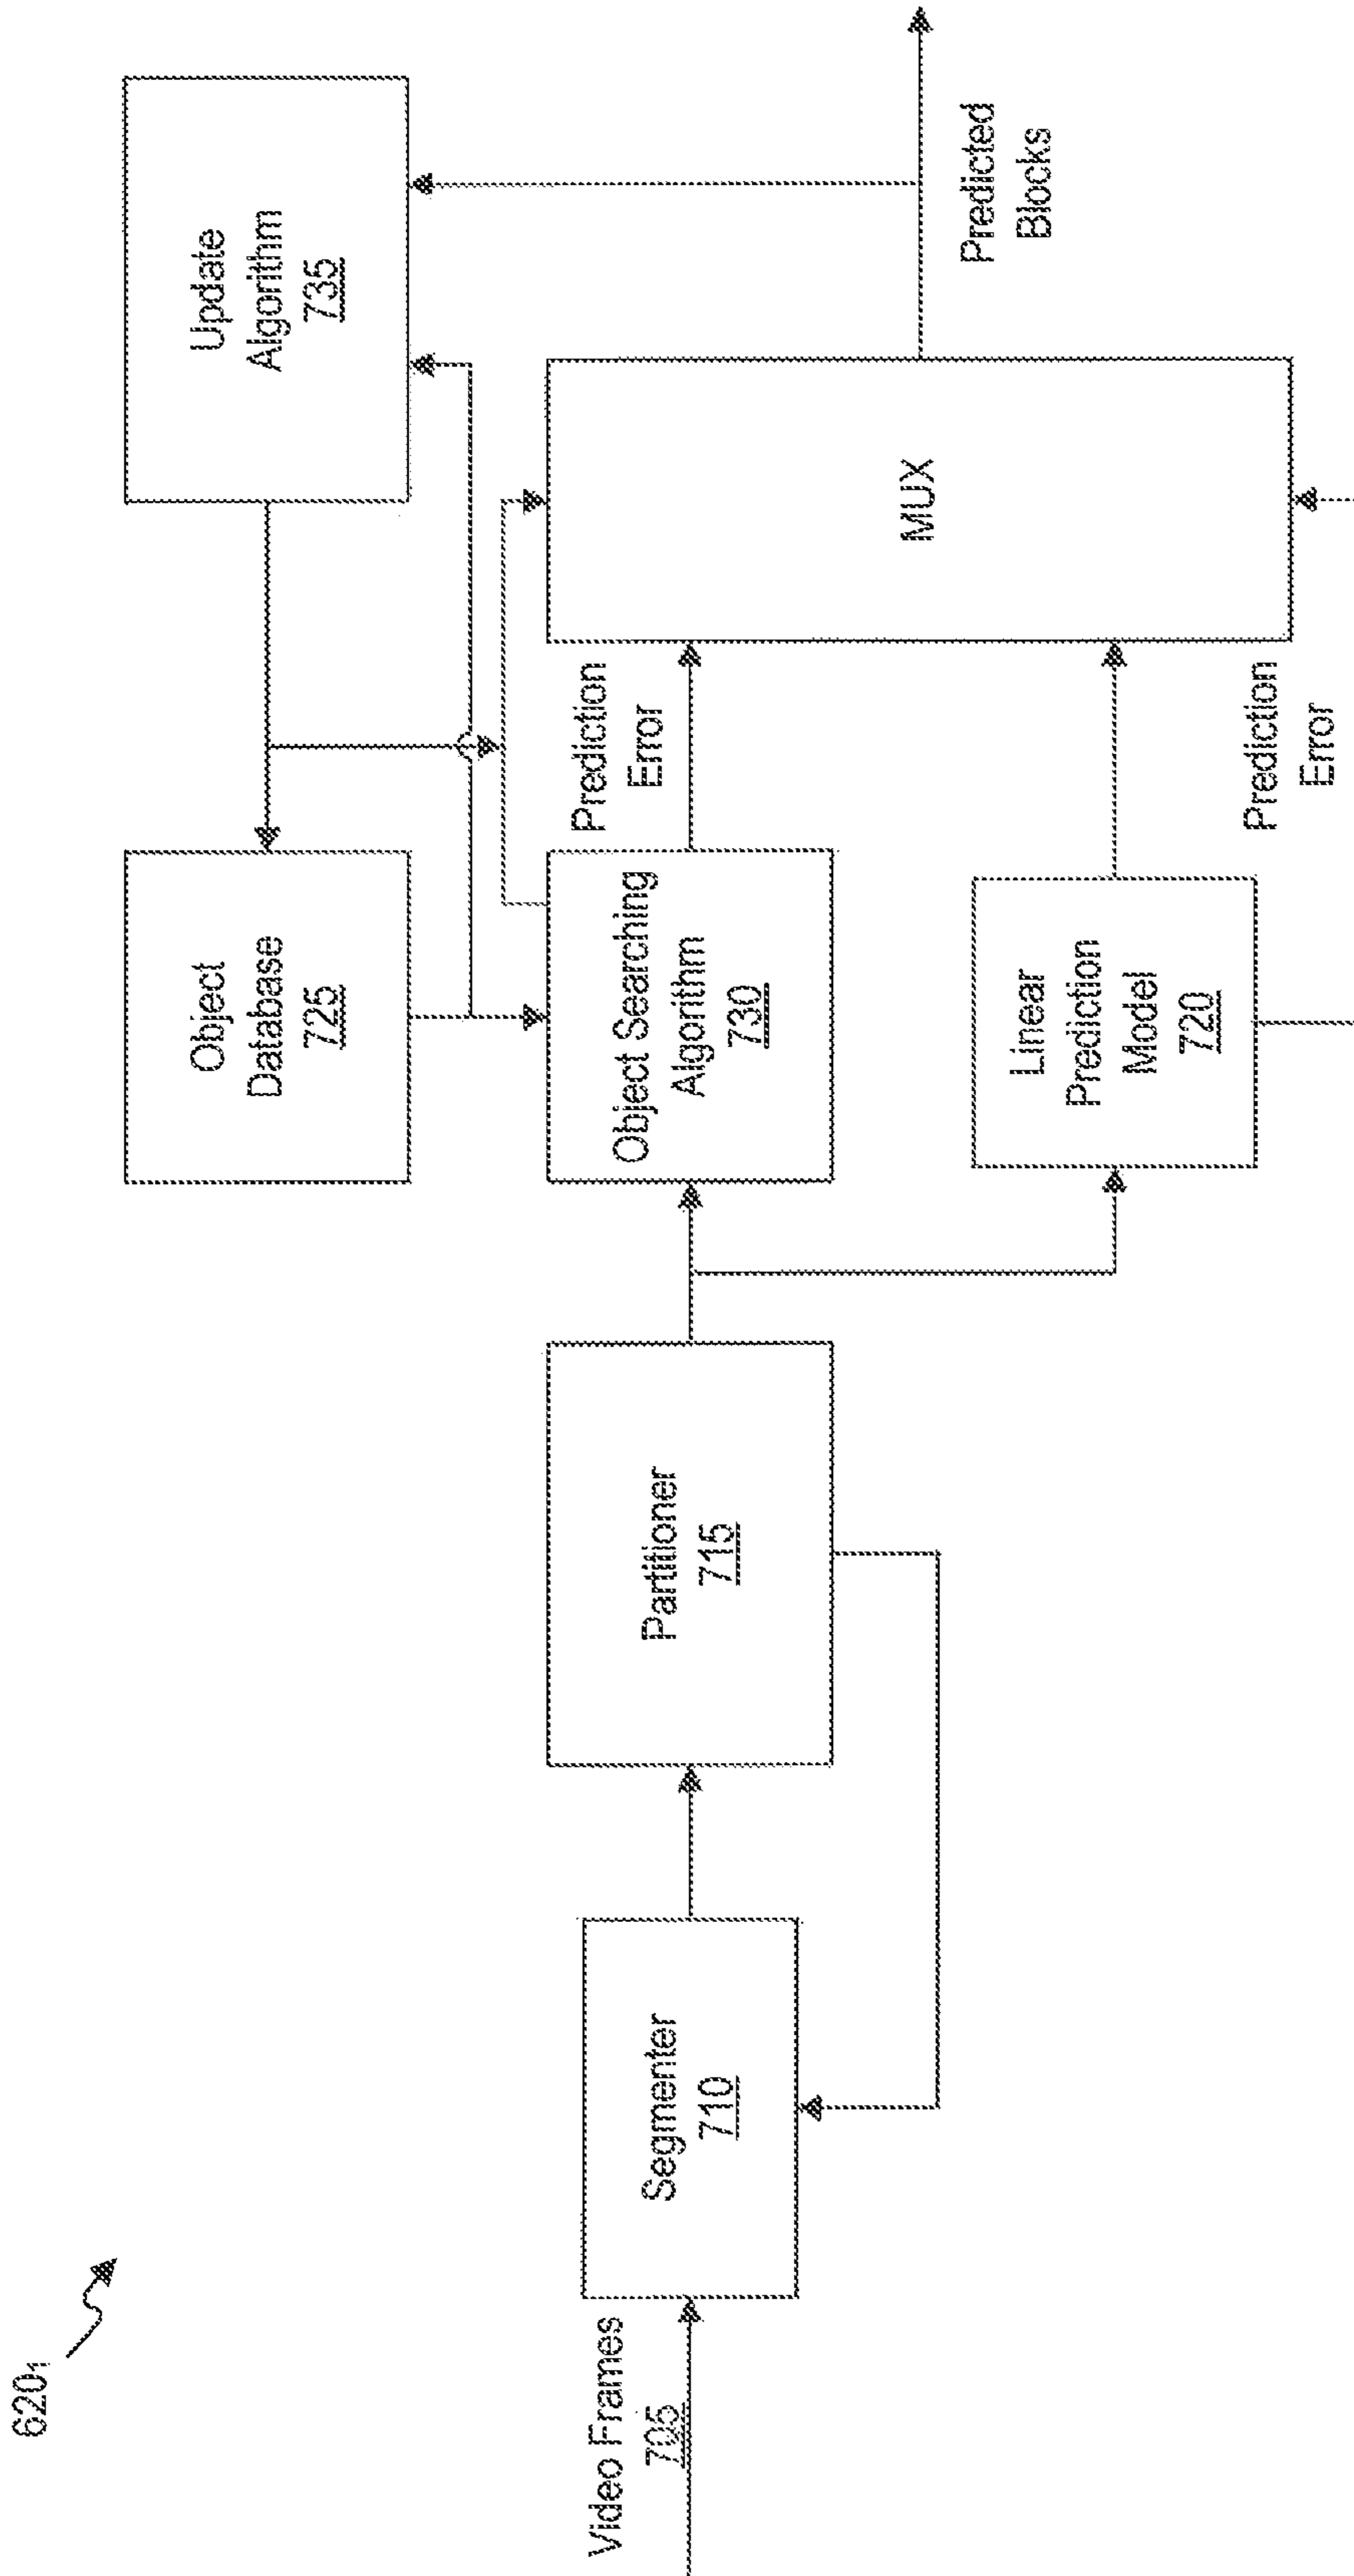 620₁
Video Frames
705
Segmenter
710
Partitioner
715
Object
Database
725
Object Searching
Algorithm
730
Linear
Prediction
Model
720
Update
Algorithm
735
Prediction
Error
Prediction
Error
MUX
Predicted
Blocks